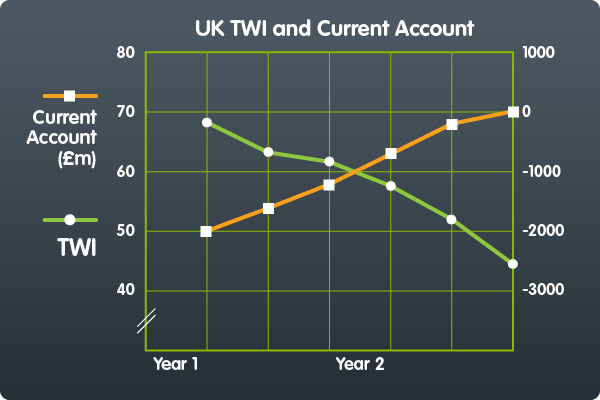 UK TWI and Current Account
80
70
60
50
40
1000
0
-1000
-2000
-3000
Current
Account
(£m)
TWI
Year 1
Year 2